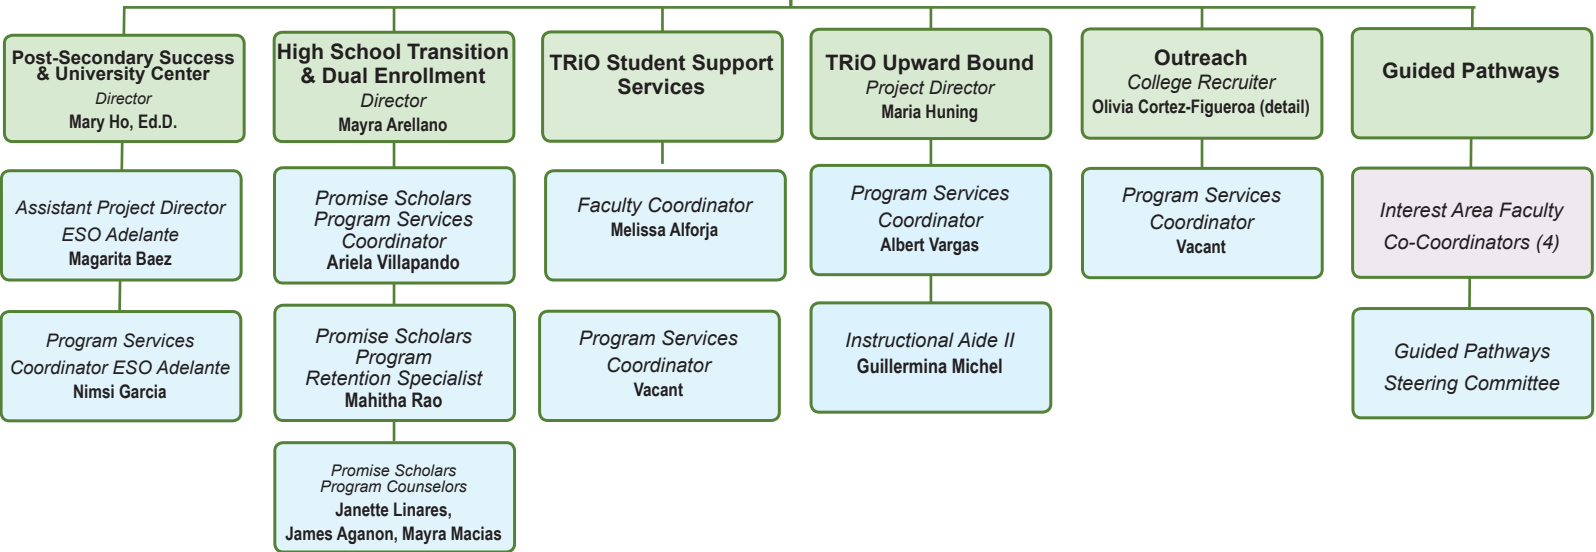 Post-Secondary Success
& University Center
Director
Mary Ho, Ed.D.
Assistant Project Director
ESO Adelante
Magarita Baez
Program Services
Coordinator ESO Adelante
Nimsi Garcia
High School Transition
& Dual Enrollment
Director
Mayra Arellano
Promise Scholars
Program Services
Coordinator
Ariela Villapando
Promise Scholars
Program
Retention Specialist
Mahitha Rao
Promise Scholars
Program Counselors
Janette Linares,
James Aganon, Mayra Macias
TRiO Student Support
Services
Faculty Coordinator
Melissa Alforja
Program Services
Coordinator
Vacant
TRiO Upward Bound
Project Director
Maria Huning
Program Services
Coordinator
Albert Vargas
Instructional Aide II
Guillermina Michel
Outreach
College Recruiter
Olivia Cortez-Figueroa (detail)
Program Services
Coordinator
Vacant
Guided Pathways
Interest Area Faculty
Co-Coordinators (4)
Guided Pathways
Steering Committee